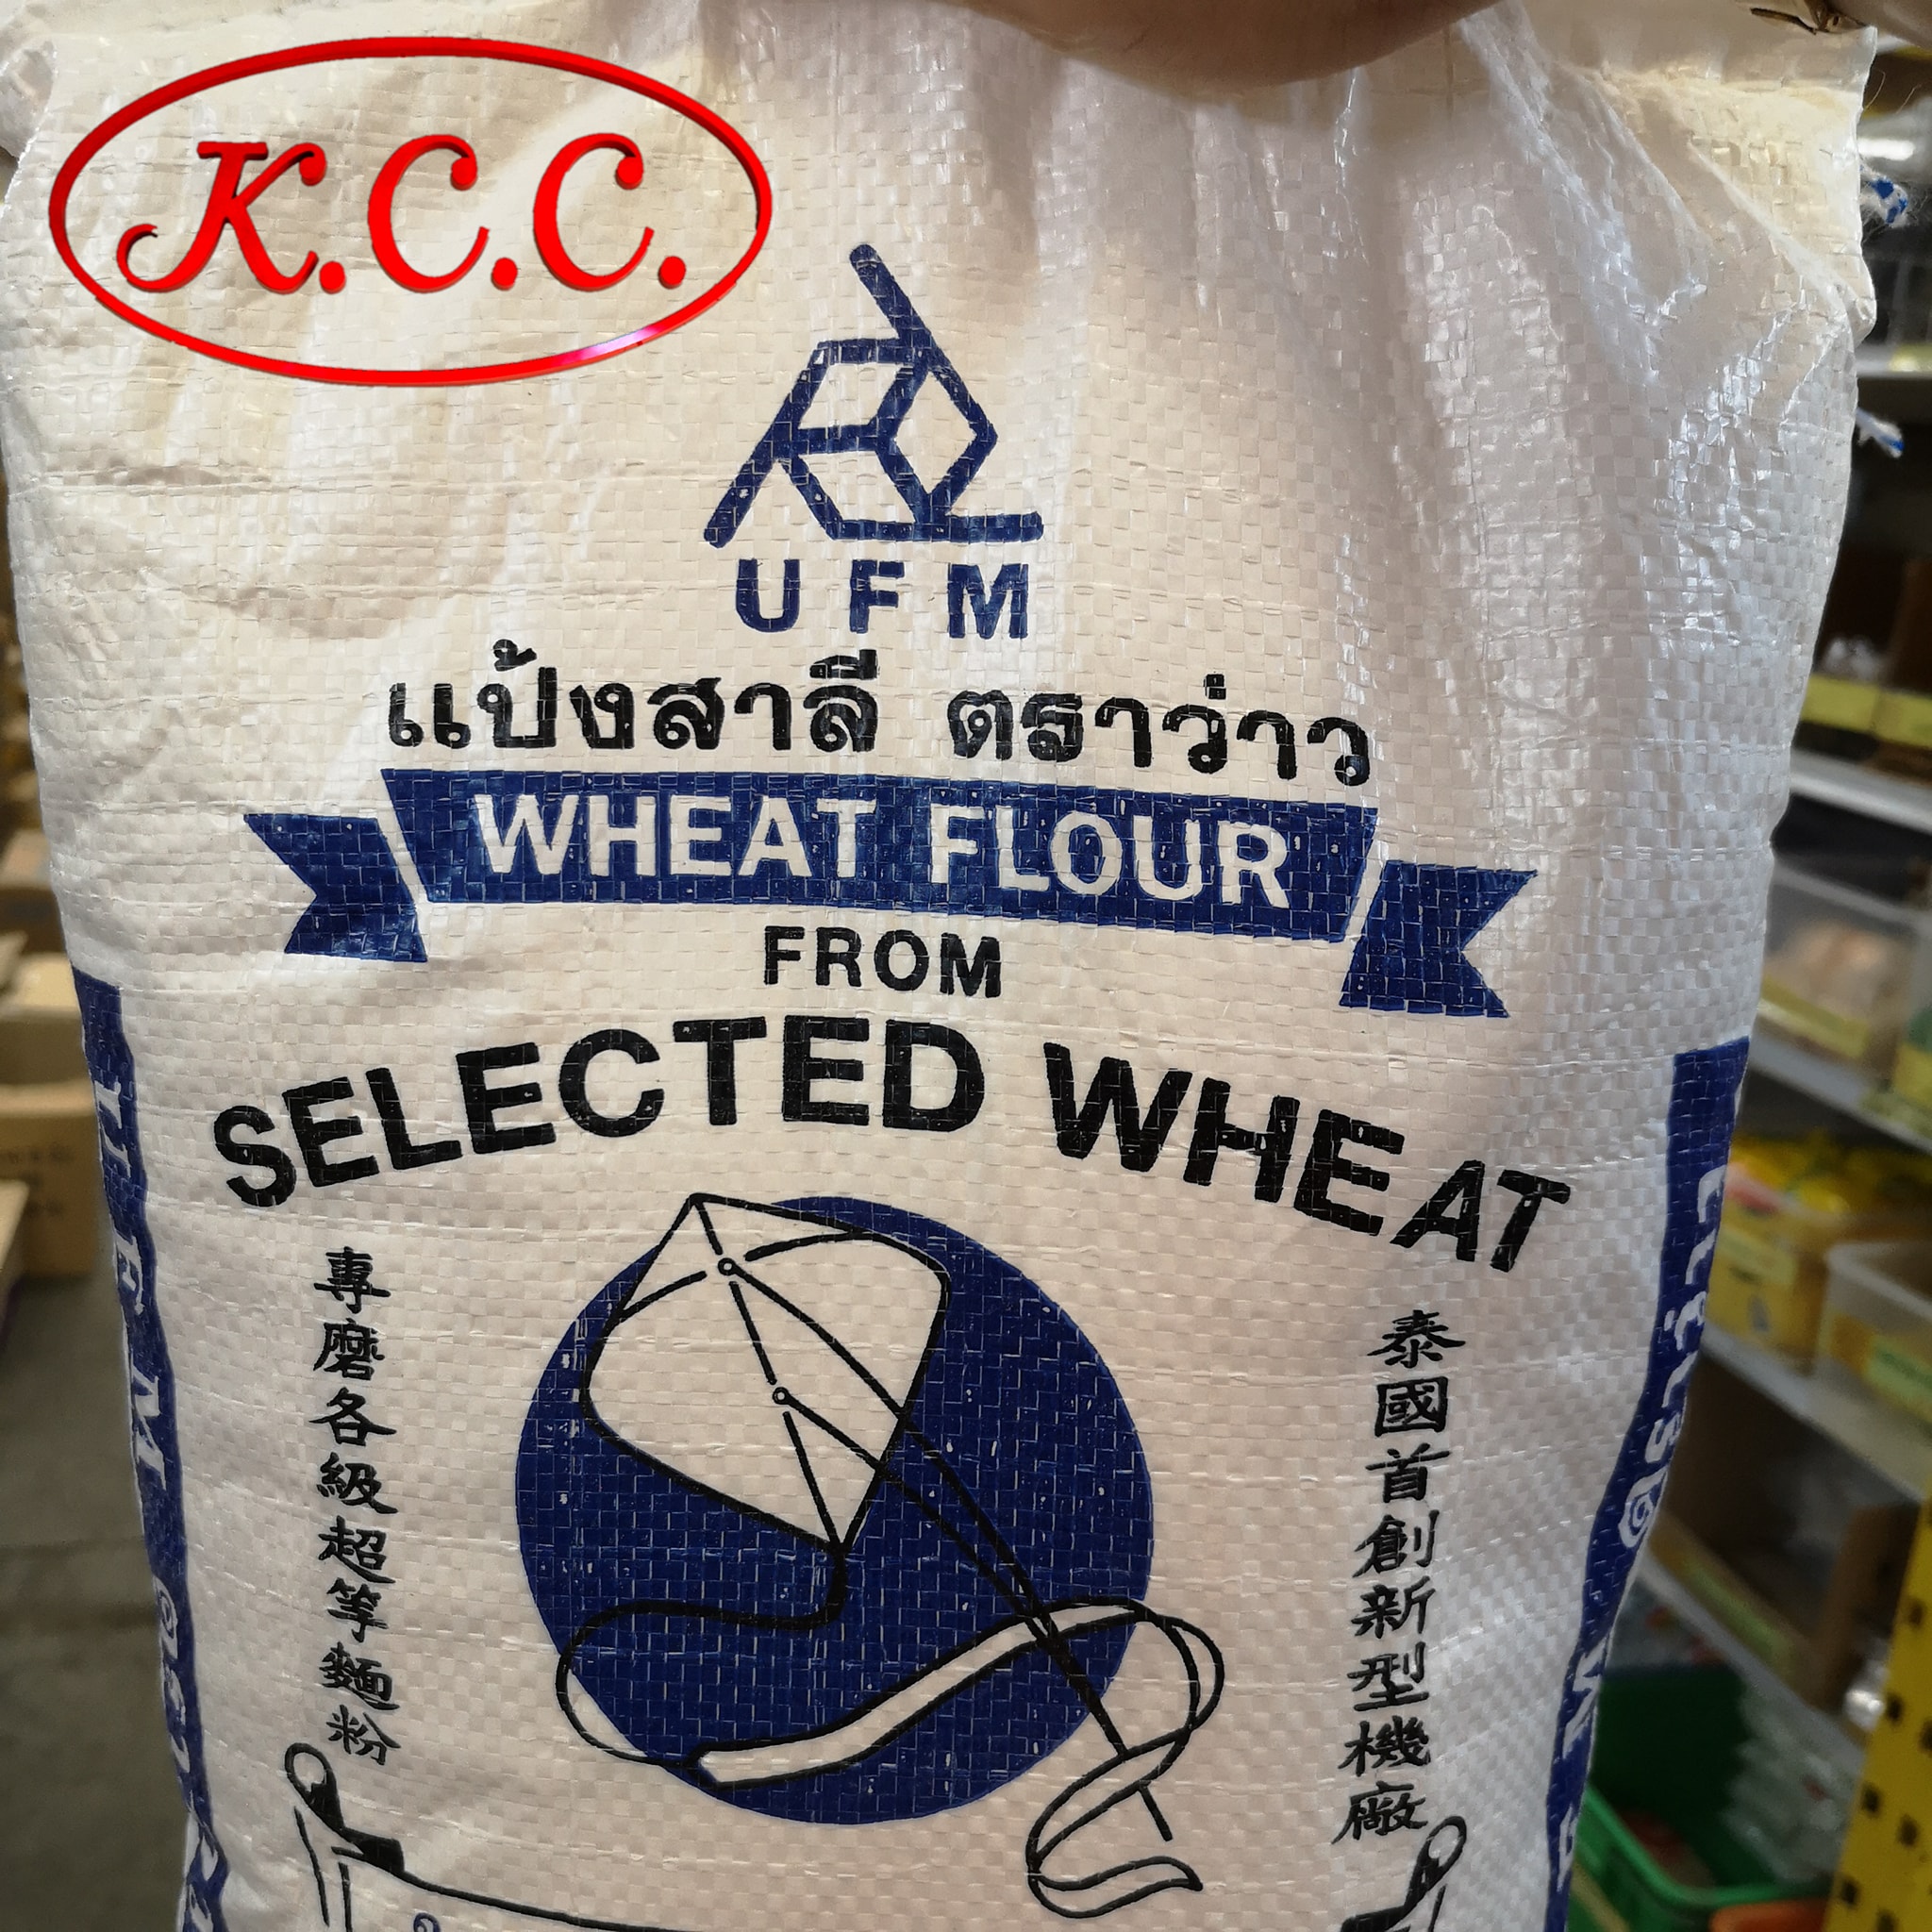 K.C.C.
UFM
แป้งสาลี ตราว่าว
WHEAT FLOUR
FROM
SELECTED WHEAT
專磨各級超等麵粉
泰國首創新型機廠
UFM